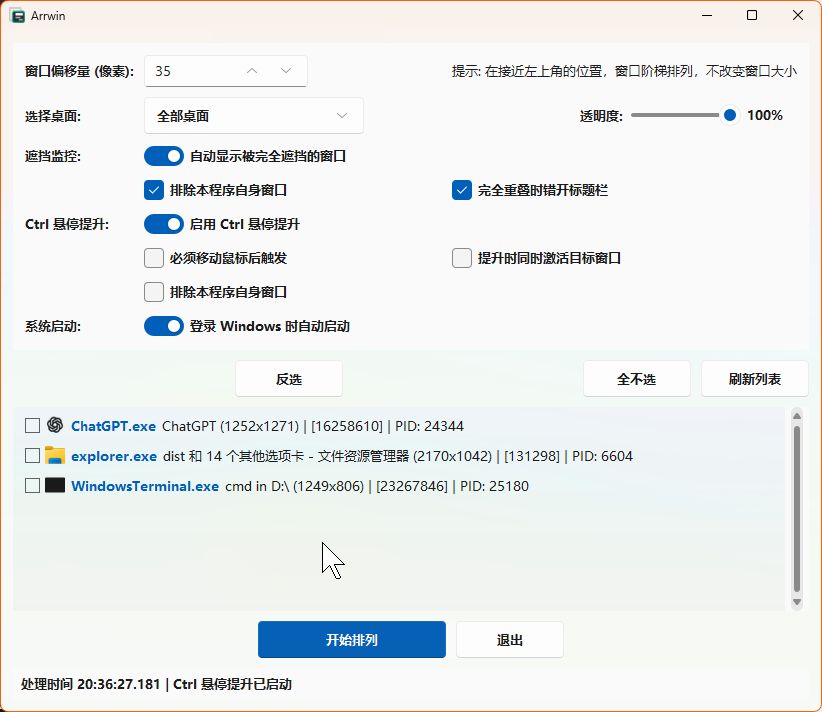 Arrwin
窗口偏移量 (像素): 35 提示: 在接近左上角的位置，窗口阶梯排列，不改变窗口大小
选择桌面: 全部桌面 透明度: 100%
遮挡监控: 自动显示被完全遮挡的窗口
排除本程序自身窗口 完全重叠时错开标题栏
Ctrl 悬停提升: 启用 Ctrl 悬停提升
必须移动鼠标后触发 提升时同时激活目标窗口
排除本程序自身窗口
系统启动: 登录 Windows 时自动启动
反选 全不选 刷新列表
ChatGPT.exe ChatGPT (1252x1271) | [16258610] | PID: 24344
explorer.exe dist 和 14 个其他选项卡 - 文件资源管理器 (2170x1042) | [131298] | PID: 6604
WindowsTerminal.exe cmd in D:\ (1249x806) | [23267846] | PID: 25180
开始排列 退出
处理时间 20:36:27.181 | Ctrl 悬停提升已启动